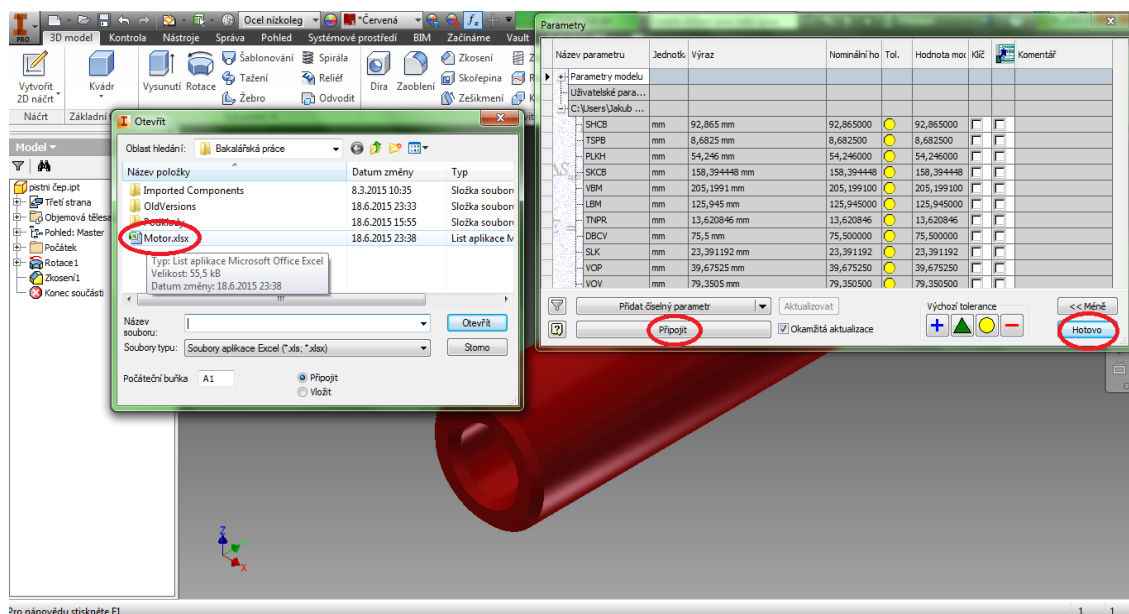 Ocel nízkoleg
*Červená
fx
PRO
3D model Kontrola Nástroje Správa Pohled Systémové prostředí BIM Začínáme Vault
Vytvořit
2D náčrt
Kvádr
Vysunutí Rotace
Šablonování
Tažení
Žebro
Spirála
Reliéf
Odvodit
Díra Zaoblení
Zkosení
Skořepina
Zešikmení
Náčrt
Model
pistni čep.ipt
Třetí strana
Pohled: Master
Počátek
Rotace1
Zkosení1
Konec součásti
Otevřít
Oblast hledání: Bakalářská práce
Název položky Datum změny Typ
Imported Components 8.3.2015 10:35
OldVersions 18.6.2015 23:33
Podklady 18.6.2015 15:55
Motor.xlsx 18.6.2015 23:38 List aplikace M
Typ: List aplikace Microsoft Office Excel
Velikost: 55,5 kB
Datum změny: 18.6.2015 23:38
Název
souboru:
Otevřít
Soubory typu: Soubory aplikace Excel (*.xls; *.xlsx)
Storno
Počáteční buňka A1
Připojit
Vložit
Parametry
Název parametru Výraz Nominální ho Tol. Hodnota moc Klíč Komentář
Parametry modelu
Uživatelské para...
C:\Users\Jakub ...
SHCB mm 92,865 mm 92,865000 92,865000
TSPB mm 8,6825 mm 8,682500 8,682500
PLKH mm 54,246 mm 54,246000 54,246000
SKCB mm 158,394448 mm 158,394448 158,394448
VBM mm 205,1991 mm 205,199100 205,199100
LBM mm 125,945 mm 125,945000 125,945000
TNPR mm 13,620846 mm 13,620846 13,620846
DBCV mm 75,5 mm 75,500000 75,500000
SLK mm 23,391192 mm 23,391192 23,391192
VOP mm 39,67525 mm 39,675250 39,675250
VOV mm 79,3505 mm 79,350500 79,350500
Přidat číselný parametr
Aktualizovat
Výchozí tolerance
<< Méně
Připojit
Okamžitá aktualizace
Hotovo
Z
X
Pro nápovědu stiskněte F1
1 1